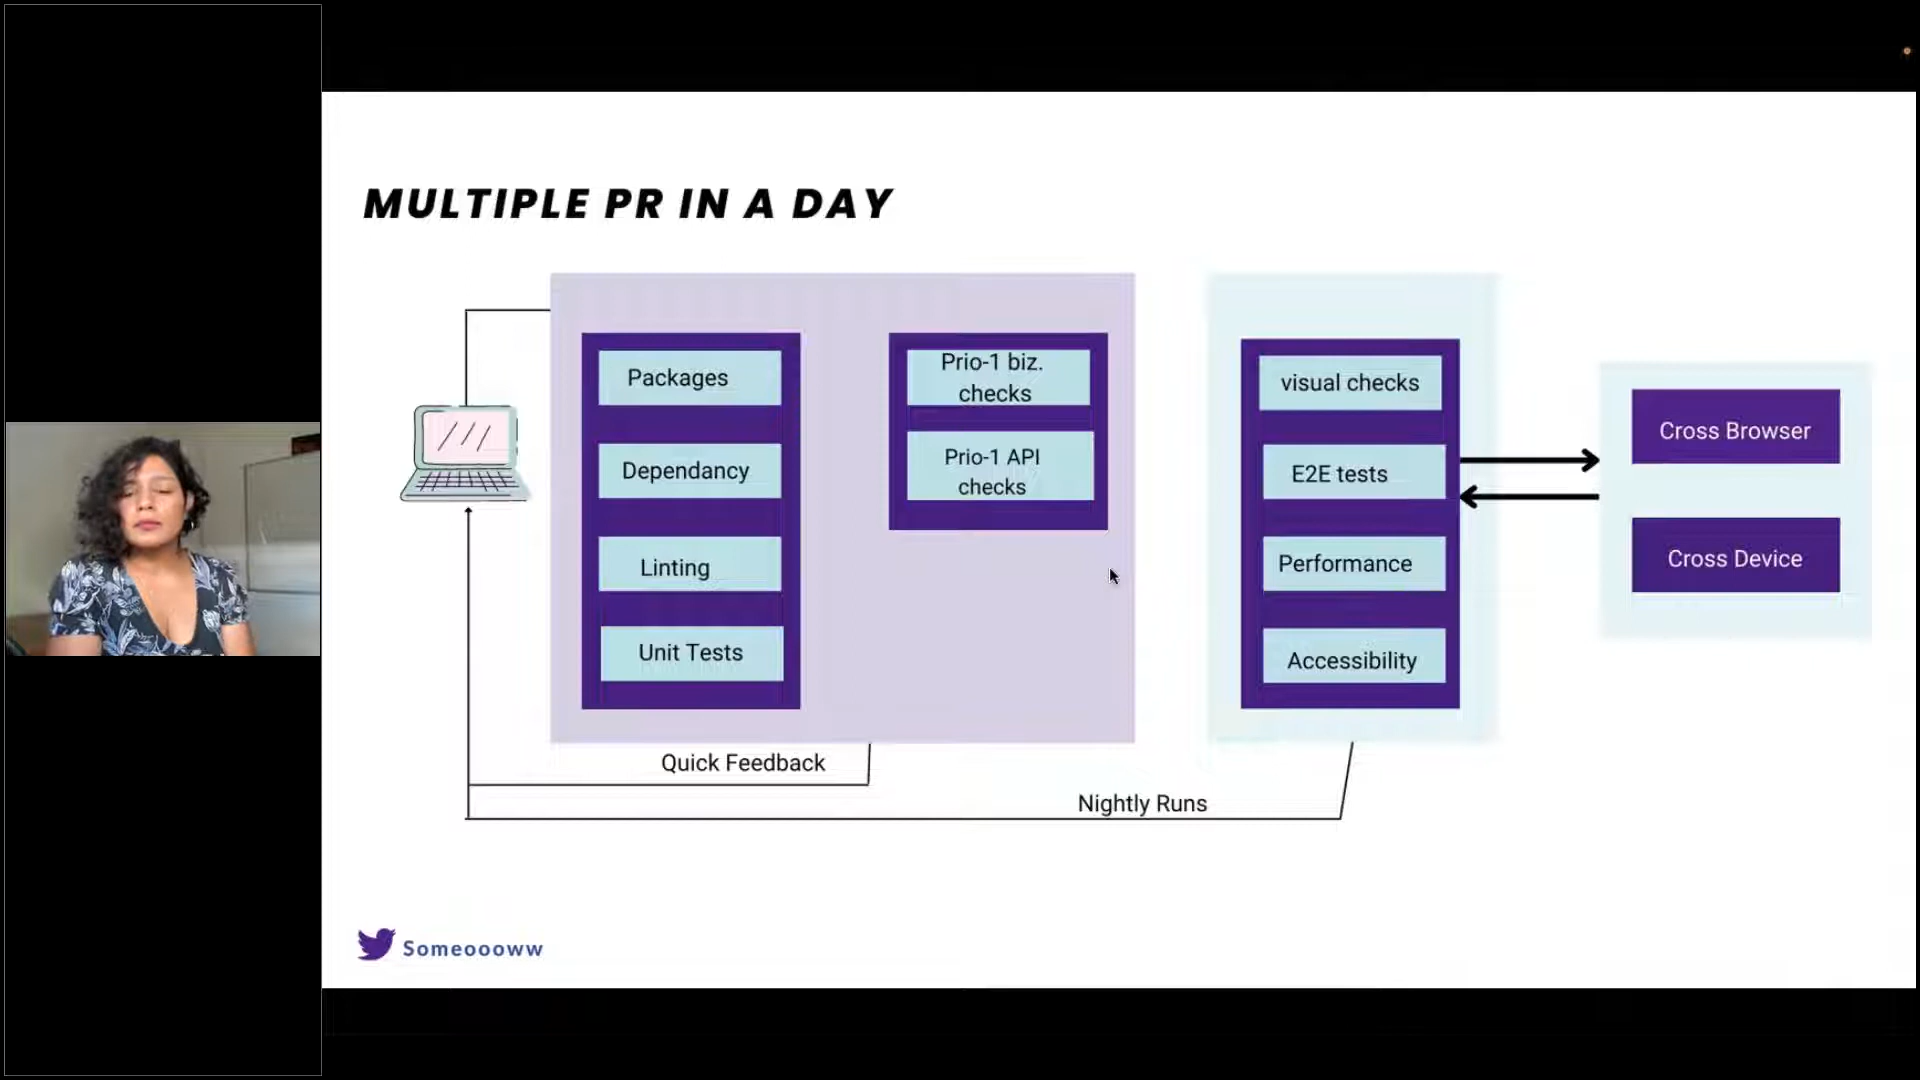 MULTIPLE PR IN A DAY
Packages
Dependancy
Linting
Unit Tests
Prio-1 biz.
checks
Prio-1 API
checks
visual checks
E2E tests
Performance
Accessibility
Cross Browser
Cross Device
Quick Feedback
Nightly Runs
Someoooww